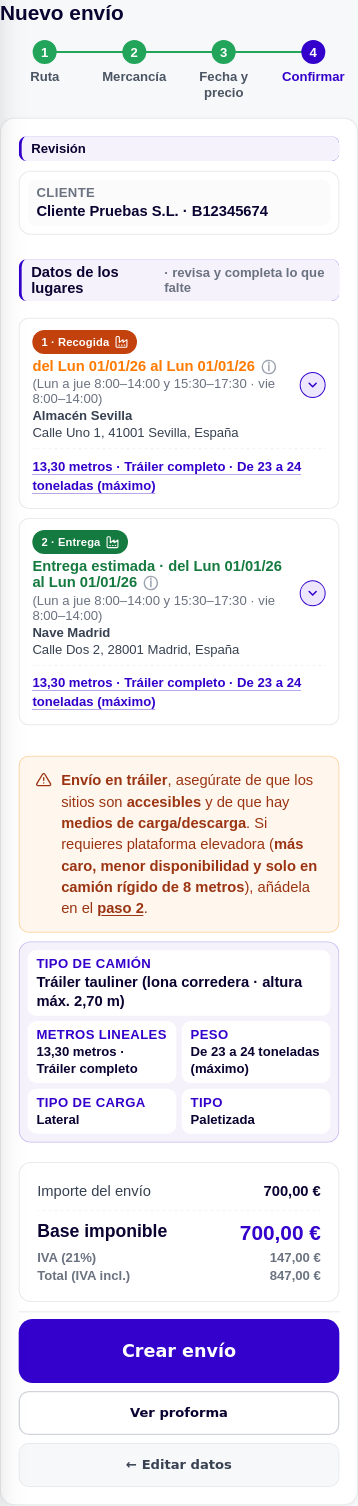 Nuevo envío
1 2 3 4
Ruta Mercancía Fecha y precio Confirmar
Revisión
CLIENTE
Cliente Pruebas S.L. · B12345674
Datos de los lugares
· revisa y completa lo que falte
1 · Recogida
del Lun 01/01/26 al Lun 01/01/26 ⓘ
(Lun a jue 8:00–14:00 y 15:30–17:30 · vie
8:00–14:00)
Almacén Sevilla
Calle Uno 1, 41001 Sevilla, España
13,30 metros · Tráiler completo · De 23 a 24
toneladas (máximo)
2 · Entrega
Entrega estimada · del Lun 01/01/26
al Lun 01/01/26 ⓘ
(Lun a jue 8:00–14:00 y 15:30–17:30 · vie
8:00–14:00)
Nave Madrid
Calle Dos 2, 28001 Madrid, España
13,30 metros · Tráiler completo · De 23 a 24
toneladas (máximo)
Envío en tráiler, asegúrate de que los
sitios son accesibles y de que hay
medios de carga/descarga. Si
requieres plataforma elevadora (más
caro, menor disponibilidad y solo en
camión rígido de 8 metros), añádela
en el paso 2.
TIPO DE CAMIÓN
Tráiler tauliner (lona corredera · altura
máx. 2,70 m)
METROS LINEALES
13,30 metros ·
Tráiler completo
PESO
De 23 a 24 toneladas
(máximo)
TIPO DE CARGA
Lateral
TIPO
Paletizada
Importe del envío 700,00 €
Base imponible 700,00 €
IVA (21%) 147,00 €
Total (IVA incl.) 847,00 €
Crear envío
Ver proforma
← Editar datos